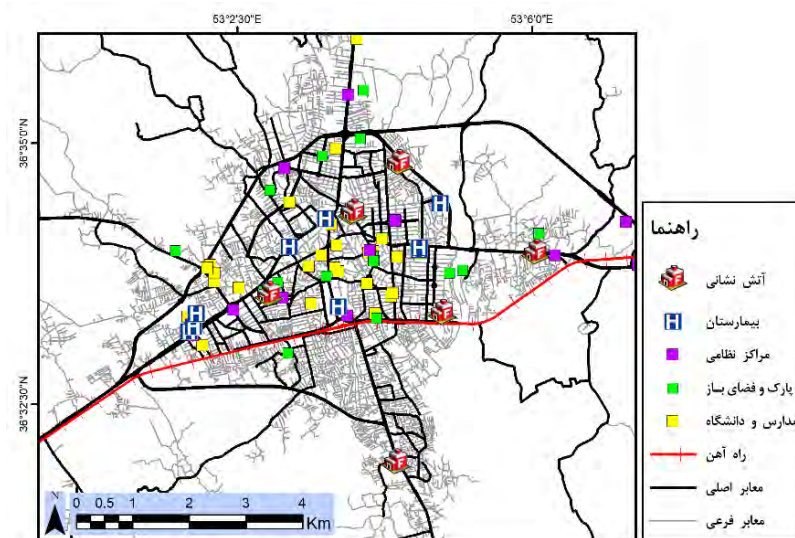 53°2'30"E
53°6'0"E
36°35'0"N
36°32'30"N
راهنما
آتش نشانی
H بیمارستان
مراکز نظامی
پارک و فضای باز
مدارس و دانشگاه
راه آهن
معابر اصلی
معابر فرعی
N
0 0.5 1 2 3 4
Km